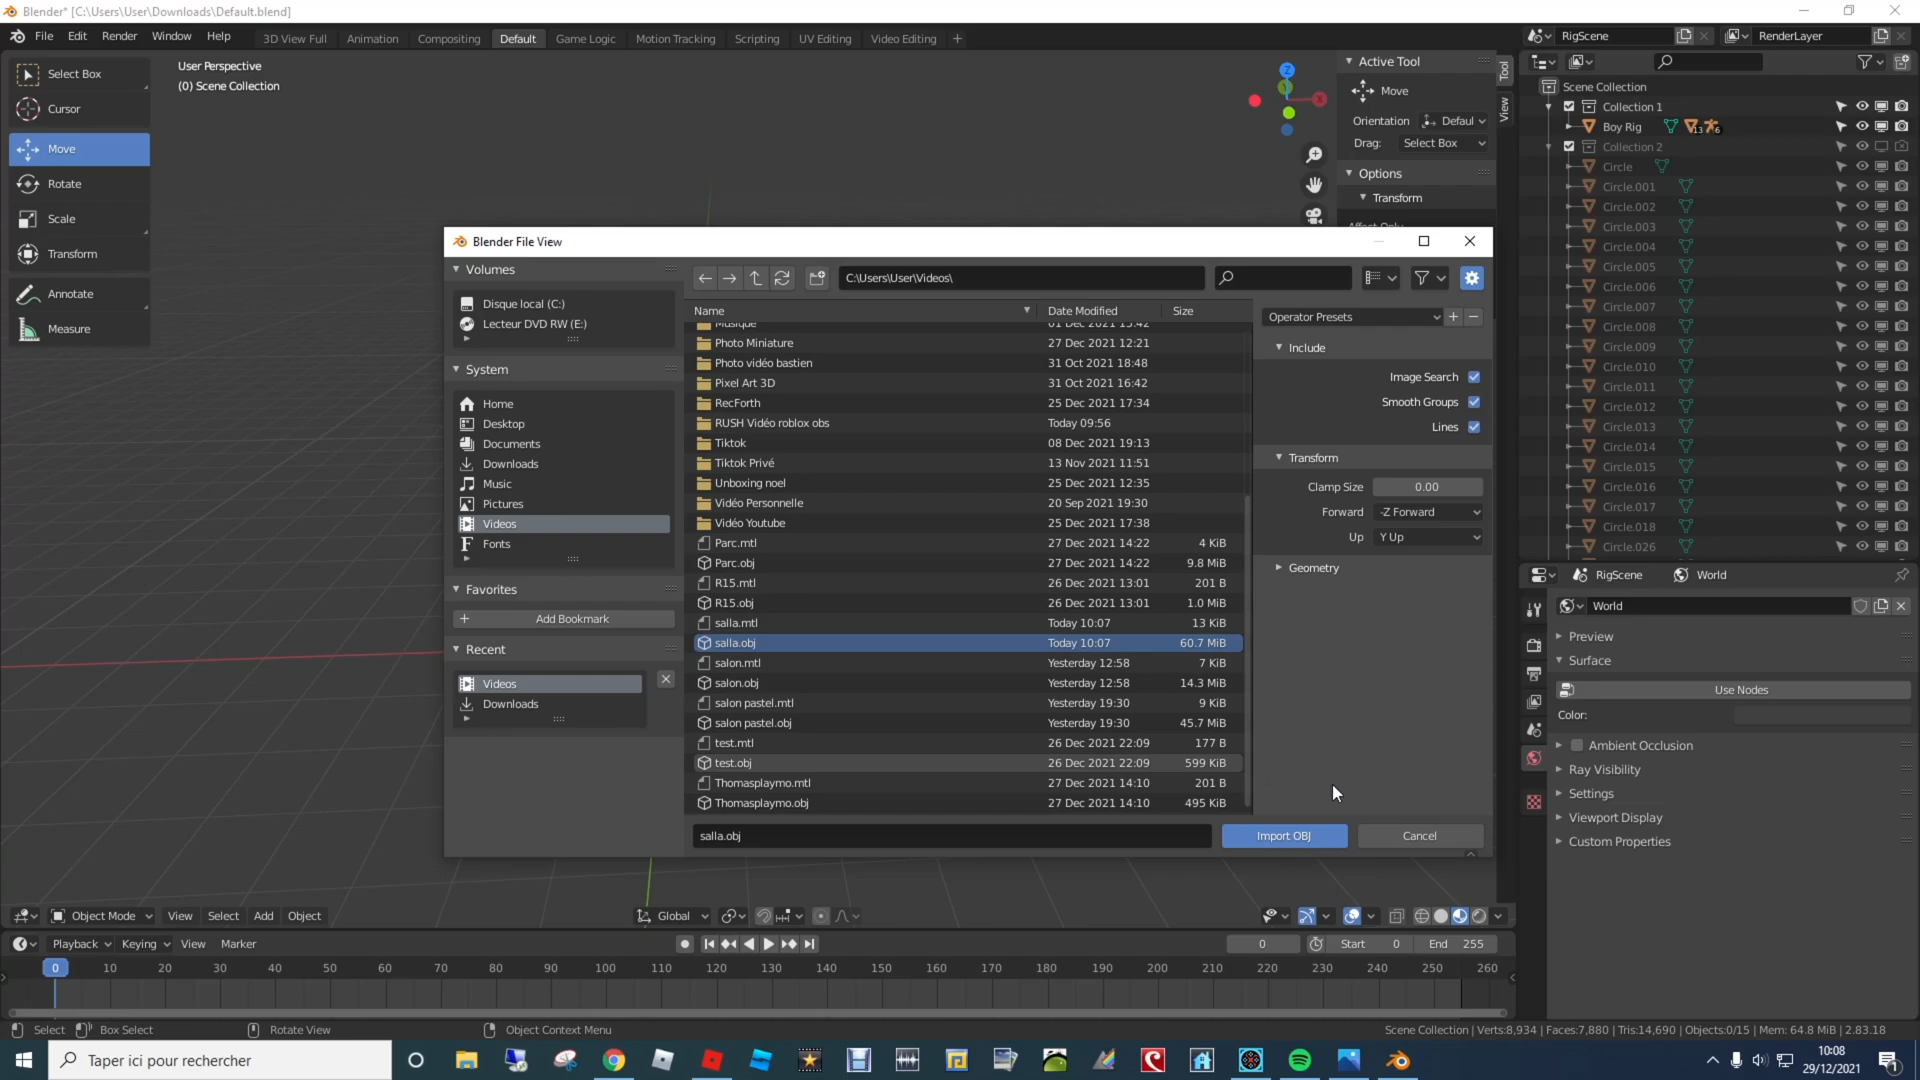 Blender* [C:\Users\User\Downloads\Default.blend]
File Edit Render Window Help
3D View Full Animation Compositing Default Game Logic Motion Tracking Scripting UV Editing Video Editing +
RigScene
RenderLayer
Select Box
Cursor
Move
Rotate
Scale
Transform
Annotate
Measure
User Perspective
(0) Scene Collection
Z
X
Active Tool
Move
Orientation Defaul
Drag: Select Box
Options
Transform
Tool
View
Scene Collection
Collection 1
Boy Rig 13 6
Collection 2
Circle
Circle.001
Circle.002
Circle.003
Circle.004
Circle.005
Circle.006
Circle.007
Circle.008
Circle.009
Circle.010
Circle.011
Circle.012
Circle.013
Circle.014
Circle.015
Circle.016
Circle.017
Circle.018
Circle.026
Blender File View
Volumes
Disque local (C:)
Lecteur DVD RW (E:)
System
Home
Desktop
Documents
Downloads
Music
Pictures
Videos
Fonts
Favorites
Add Bookmark
Recent
Videos
Downloads
C:\Users\User\Videos\
Name Date Modified Size
Musique 01 Dec 2021 15:42
Photo Miniature 27 Dec 2021 12:21
Photo vidéo bastien 31 Oct 2021 18:48
Pixel Art 3D 31 Oct 2021 16:42
RecForth 25 Dec 2021 17:34
RUSH Vidéo roblox obs Today 09:56
Tiktok 08 Dec 2021 19:13
Tiktok Privé 13 Nov 2021 11:51
Unboxing noel 25 Dec 2021 12:35
Vidéo Personnelle 20 Sep 2021 19:30
Vidéo Youtube 25 Dec 2021 17:38
Parc.mtl 27 Dec 2021 14:22 4 KiB
Parc.obj 27 Dec 2021 14:22 9.8 MiB
R15.mtl 26 Dec 2021 13:01 201 B
R15.obj 26 Dec 2021 13:01 1.0 MiB
salla.mtl Today 10:07 13 KiB
salla.obj Today 10:07 60.7 MiB
salon.mtl Yesterday 12:58 7 KiB
salon.obj Yesterday 12:58 14.3 MiB
salon pastel.mtl Yesterday 19:30 9 KiB
salon pastel.obj Yesterday 19:30 45.7 MiB
test.mtl 26 Dec 2021 22:09 177 B
test.obj 26 Dec 2021 22:09 599 KiB
Thomasplaymo.mtl 27 Dec 2021 14:10 201 B
Thomasplaymo.obj 27 Dec 2021 14:10 495 KiB
salla.obj
Import OBJ
Cancel
Operator Presets
Include
Image Search
Smooth Groups
Lines
Transform
Clamp Size 0.00
Forward -Z Forward
Up Y Up
Geometry
RigScene World
World
Preview
Surface
Use Nodes
Color:
Ambient Occlusion
Ray Visibility
Settings
Viewport Display
Custom Properties
Object Mode View Select Add Object
Global
Playback Keying View Marker
0
Start 0
End 255
0 10 20 30 40 50 60 70 80 90 100 110 120 130 140 150 160 170 180 190 200 210 220 230 240 250 260
Select
Box Select
Rotate View
Object Context Menu
Scene Collection | Verts:8,934 | Faces:7,880 | Tris:14,690 | Objects:0/15 | Mem: 64.8 MiB | 2.83.18
Taper ici pour rechercher
10:08
29/12/2021
1